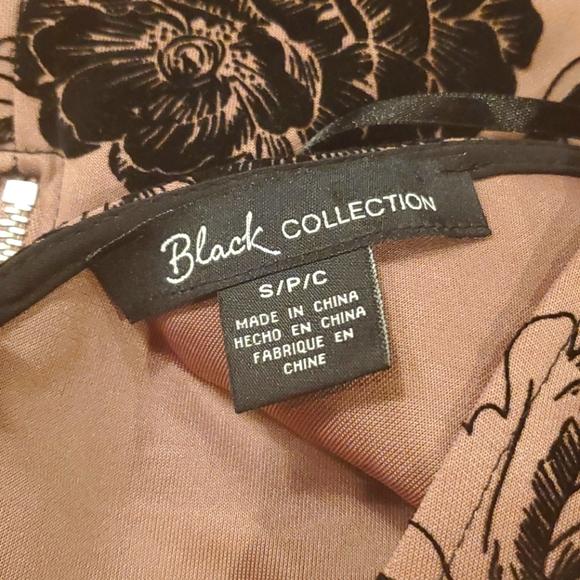 Black COLLECTION
S/P/C
MADE IN CHINA
HECHO EN CHINA
FABRIQUE EN
CHINE